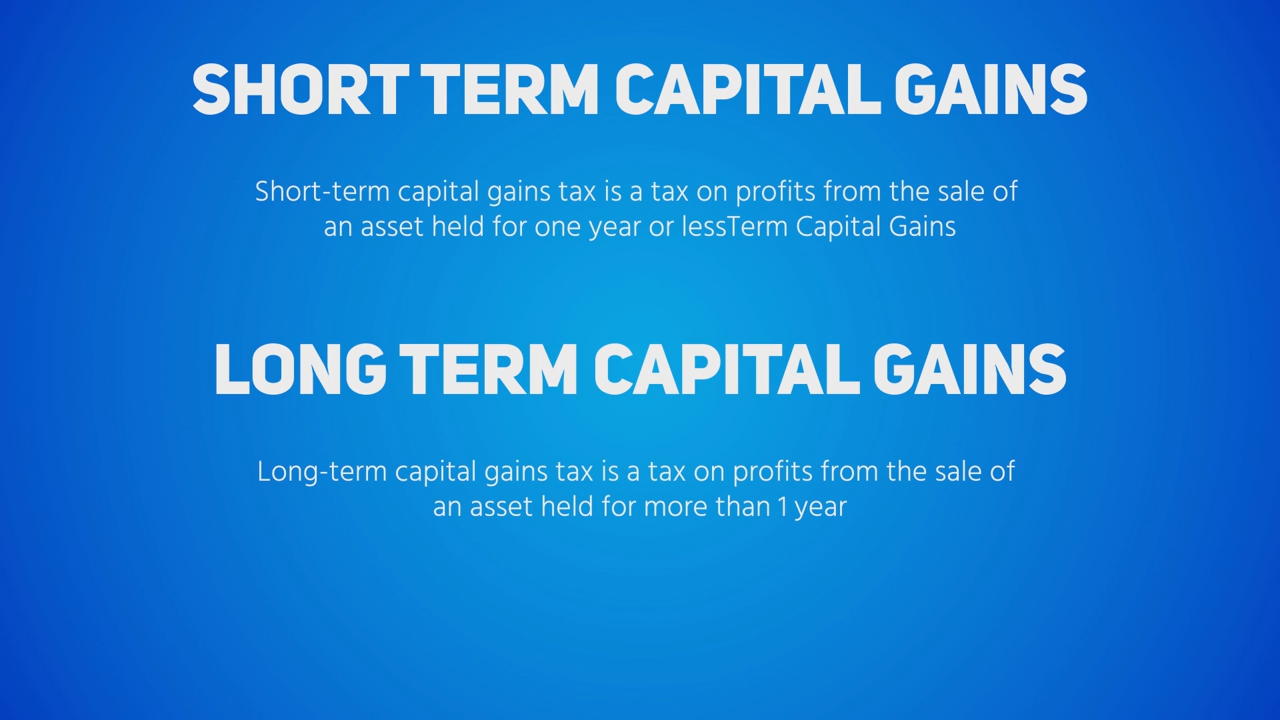 SHORT TERM CAPITAL GAINS
Short-term capital gains tax is a tax on profits from the sale of
an asset held for one year or lessTerm Capital Gains
LONG TERM CAPITAL GAINS
Long-term capital gains tax is a tax on profits from the sale of
an asset held for more than 1 year